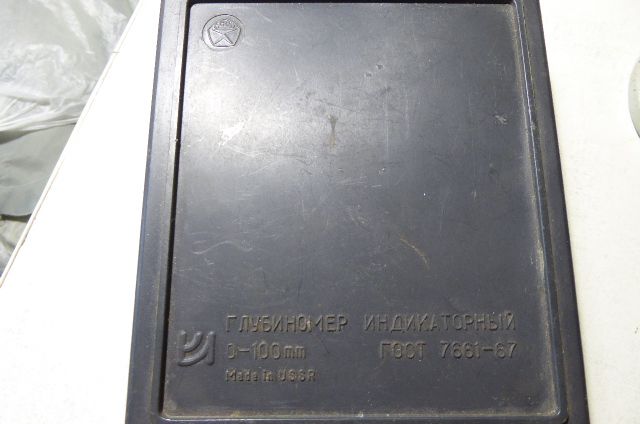 ГЛУБИНОМЕР ИНДИКАТОРНЫЙ
0-100mm ГОСТ 7661-67
Made in USSR